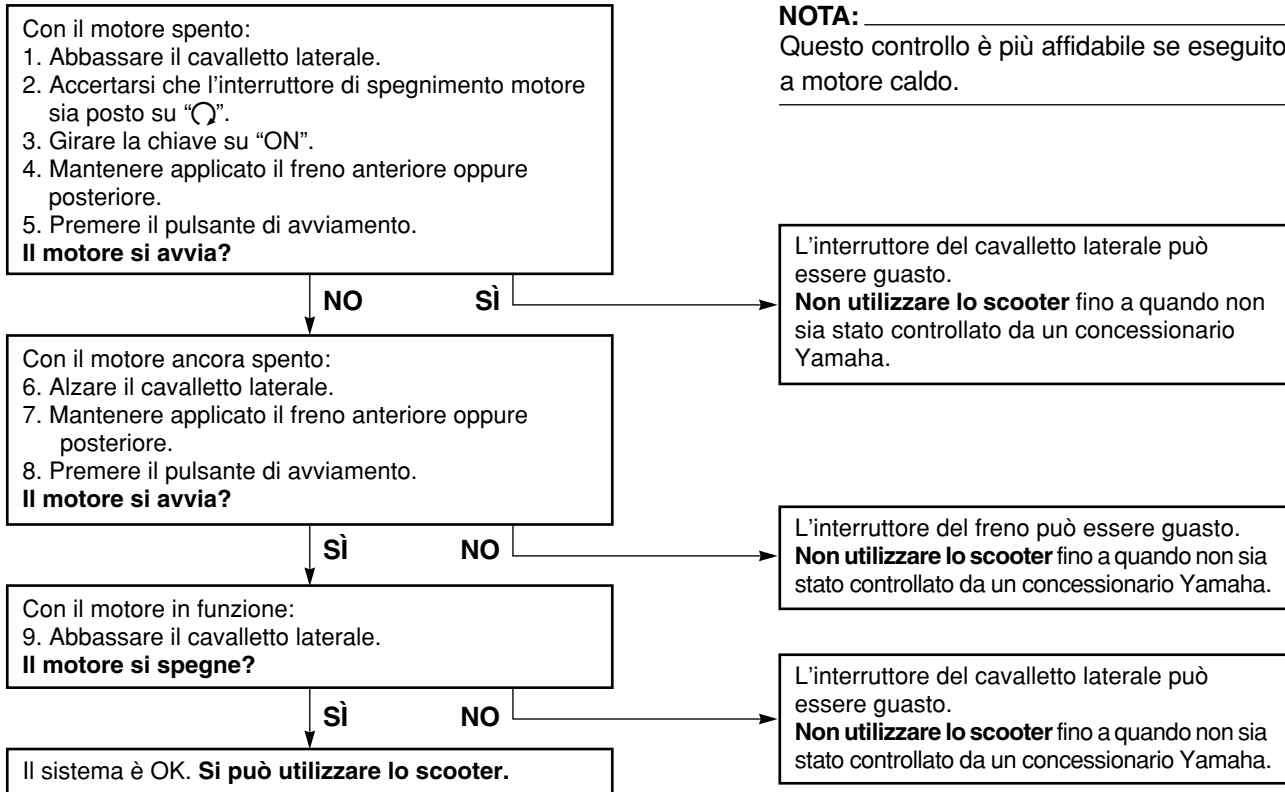 Con il motore spento:
1. Abbassare il cavalletto laterale.
2. Accertarsi che l'interruttore di spegnimento motore
sia posto su “”.
3. Girare la chiave su “ON”.
4. Mantenere applicato il freno anteriore oppure
posteriore.
5. Premere il pulsante di avviamento.
Il motore si avvia?
NOTA:
Questo controllo è più affidabile se eseguito
a motore caldo.
NO SÌ
L'interruttore del cavalletto laterale può
essere guasto.
Non utilizzare lo scooter fino a quando non
sia stato controllato da un concessionario
Yamaha.
Con il motore ancora spento:
6. Alzare il cavalletto laterale.
7. Mantenere applicato il freno anteriore oppure
posteriore.
8. Premere il pulsante di avviamento.
Il motore si avvia?
SÌ NO
L'interruttore del freno può essere guasto.
Non utilizzare lo scooter fino a quando non sia
stato controllato da un concessionario Yamaha.
Con il motore in funzione:
9. Abbassare il cavalletto laterale.
Il motore si spegne?
SÌ NO
L'interruttore del cavalletto laterale può
essere guasto.
Non utilizzare lo scooter fino a quando non sia
stato controllato da un concessionario Yamaha.
Il sistema è OK. Si può utilizzare lo scooter.